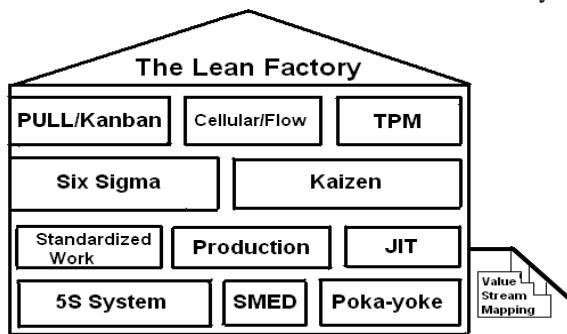 The Lean Factory
PULL/Kanban
Cellular/Flow
TPM
Six Sigma
Kaizen
Standardized
Work
Production
JIT
5S System
SMED
Poka-yoke
Value
Stream
Mapping